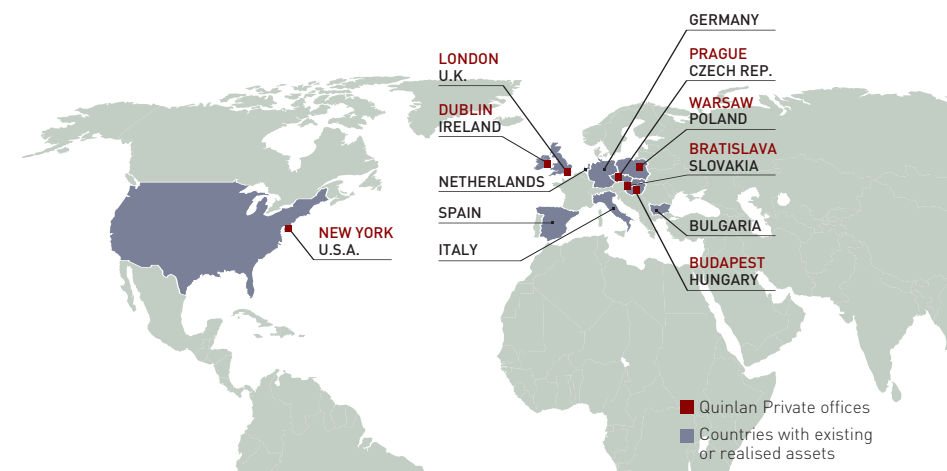 GERMANY
LONDON
U.K.
PRAGUE
CZECH REP.
DUBLIN
IRELAND
WARSAW
POLAND
BRATISLAVA
SLOVAKIA
NETHERLANDS
SPAIN
BULGARIA
NEW YORK
U.S.A.
ITALY
BUDAPEST
HUNGARY
Quinlan Private offices
Countries with existing
or realised assets